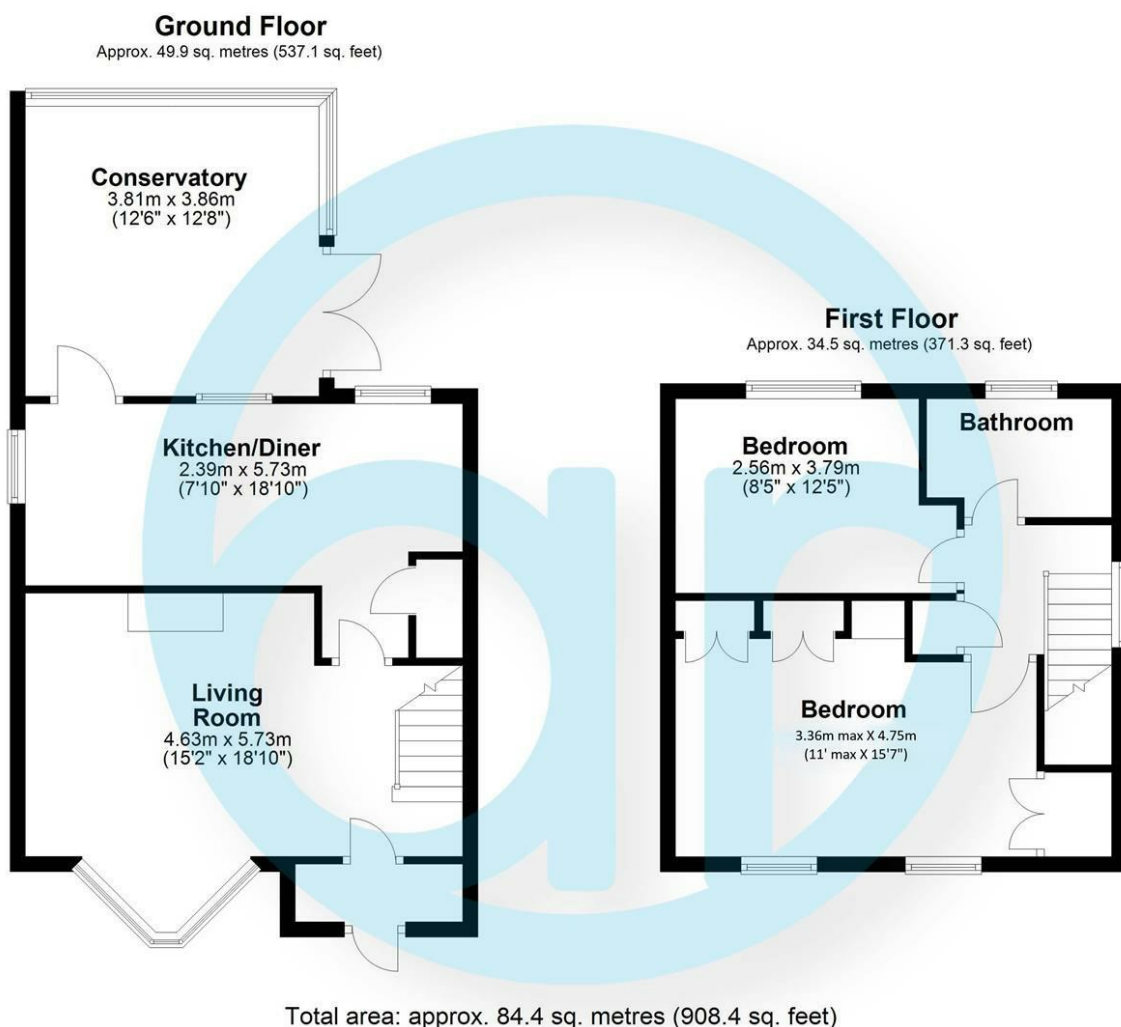 Ground Floor
Approx. 49.9 sq. metres (537.1 sq. feet)
Conservatory
3.81m x 3.86m
(12'6" x 12'8")
Kitchen/Diner
2.39m x 5.73m
(7'10" x 18'10")
Living
Room
4.63m x 5.73m
(15'2" x 18'10")
First Floor
Approx. 34.5 sq. metres (371.3 sq. feet)
Bedroom
2.56m x 3.79m
(8'5" x 12'5")
Bathroom
Bedroom
3.36m max X 4.75m
(11' max X 15'7")
Total area: approx. 84.4 sq. metres (908.4 sq. feet)
ar